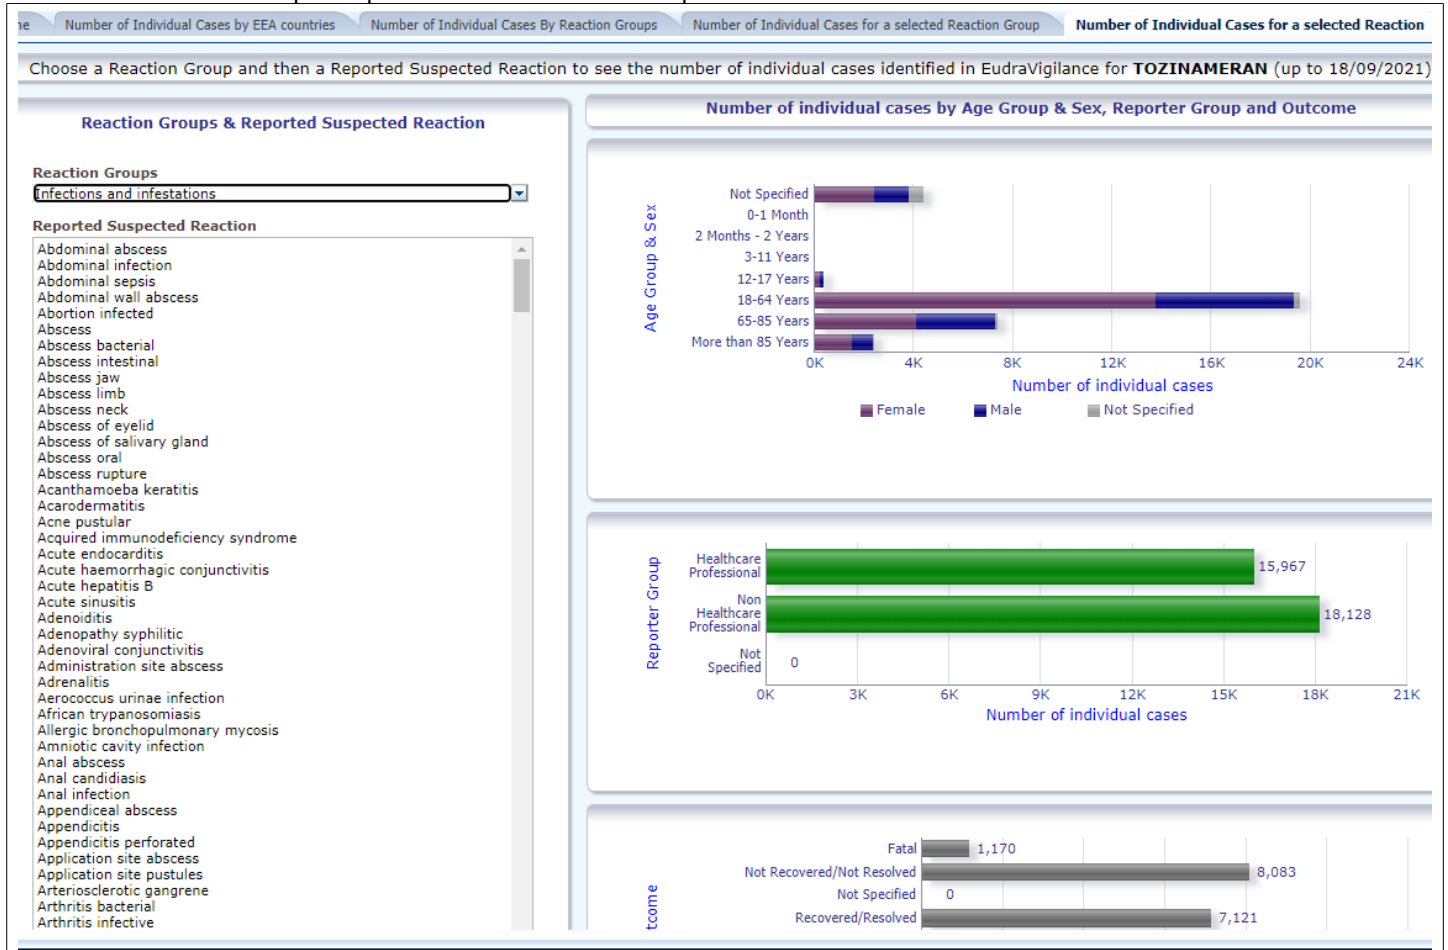 ne
Number of Individual Cases by EEA countries
Number of Individual Cases By Reaction Groups
Number of Individual Cases for a selected Reaction Group
Number of Individual Cases for a selected Reaction
Choose a Reaction Group and then a Reported Suspected Reaction to see the number of individual cases identified in EudraVigilance for TOZINAMERAN (up to 18/09/2021)
Reaction Groups & Reported Suspected Reaction
Reaction Groups
Infections and infestations
Reported Suspected Reaction
Abdominal abscess
Abdominal infection
Abdominal sepsis
Abdominal wall abscess
Abortion infected
Abscess
Abscess bacterial
Abscess intestinal
Abscess jaw
Abscess limb
Abscess neck
Abscess of eyelid
Abscess of salivary gland
Abscess oral
Abscess rupture
Acanthamoeba keratitis
Acarodermatitis
Acne pustular
Acquired immunodeficiency syndrome
Acute endocarditis
Acute haemorrhagic conjunctivitis
Acute hepatitis B
Acute sinusitis
Adenoiditis
Adenopathy syphilitic
Adenoviral conjunctivitis
Administration site abscess
Adrenalitis
Aerococcus urinae infection
African trypanosomiasis
Allergic bronchopulmonary mycosis
Amniotic cavity infection
Anal abscess
Anal candidiasis
Anal infection
Appendiceal abscess
Appendicitis
Appendicitis perforated
Application site abscess
Application site pustules
Arteriosclerotic gangrene
Arthritis bacterial
Arthritis infective
Number of individual cases by Age Group & Sex, Reporter Group and Outcome
Age Group & Sex
Not Specified
0-1 Month
2 Months - 2 Years
3-11 Years
12-17 Years
18-64 Years
65-85 Years
More than 85 Years
0K 4K 8K 12K 16K 20K 24K
Number of individual cases
Female Male Not Specified
Reporter Group
Healthcare
Professional
15,967
Non
Healthcare
Professional
18,128
Not
Specified
0
0K 3K 6K 9K 12K 15K 18K 21K
Number of individual cases
tcome
Fatal 1,170
Not Recovered/Not Resolved 8,083
Not Specified 0
Recovered/Resolved 7,121